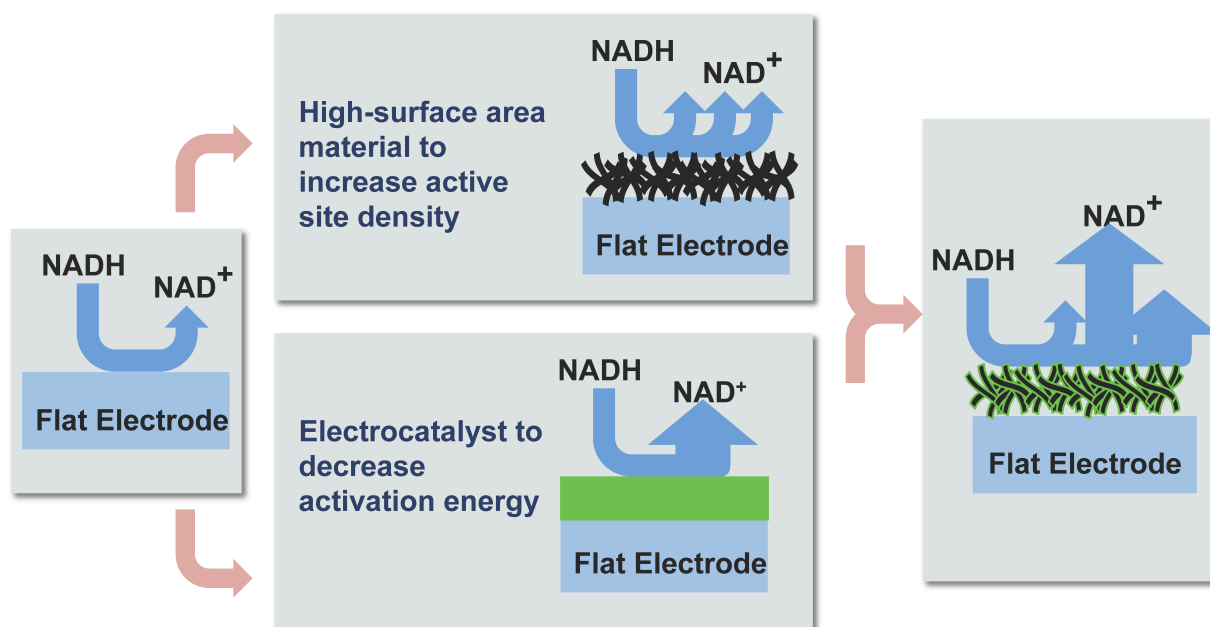 NADH
NAD+
Flat Electrode
High-surface area
material to
increase active
site density
NADH
NAD+
Flat Electrode
Electrocatalyst to
decrease
activation energy
NADH
NAD+
Flat Electrode
NADH
NAD+
Flat Electrode